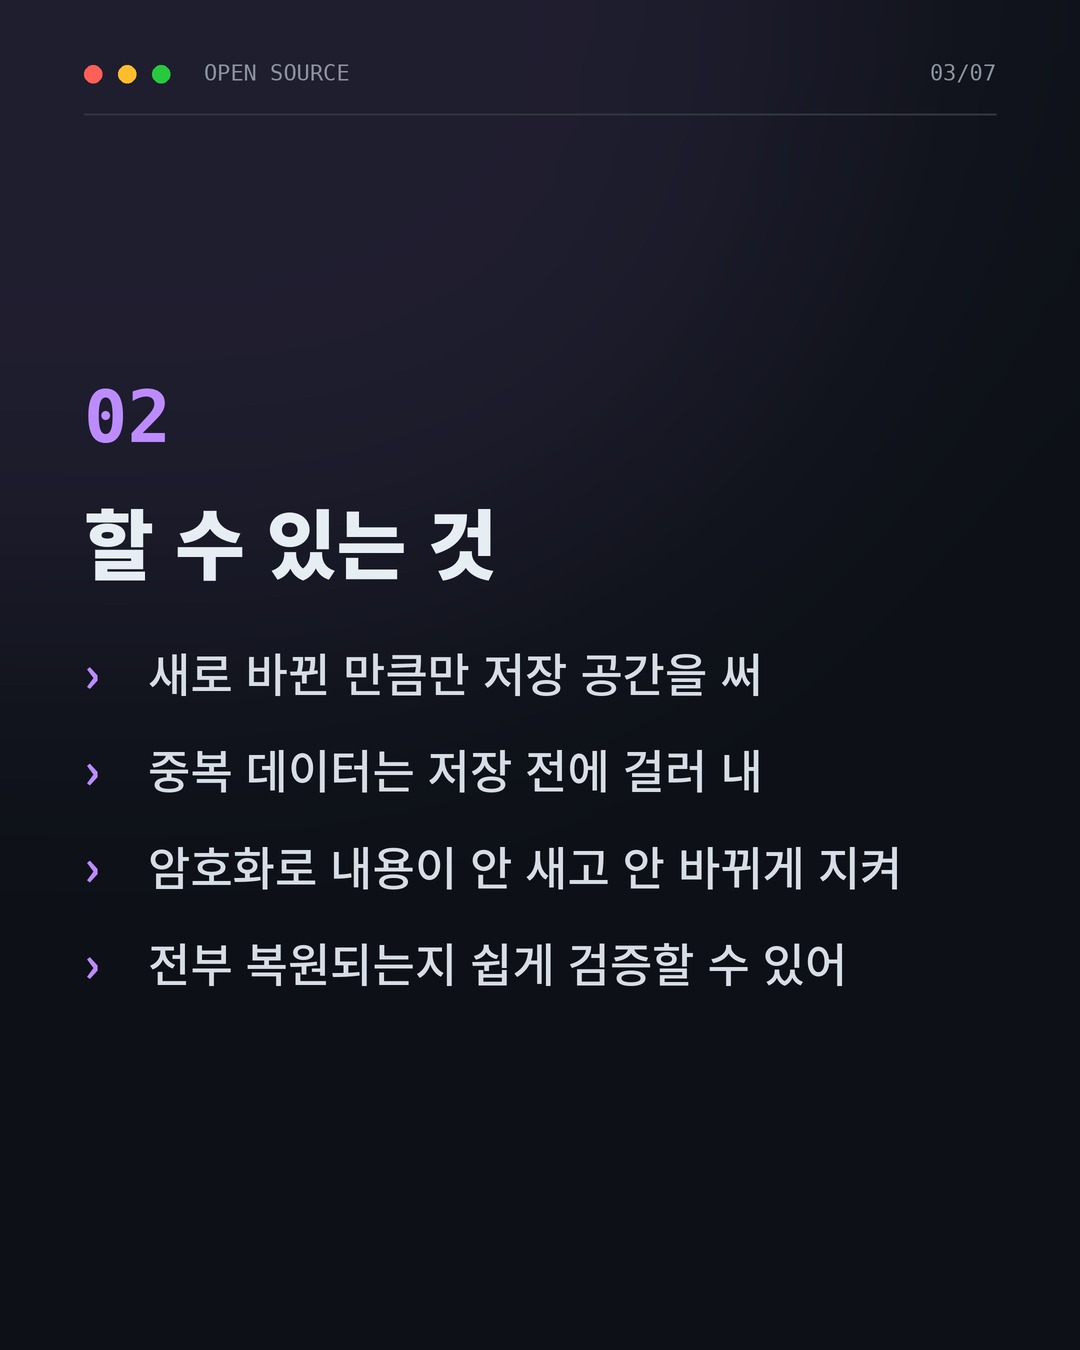 OPEN SOURCE
03/07
02
할 수 있는 것
› 새로 바뀐 만큼만 저장 공간을 써
› 중복 데이터는 저장 전에 걸러 내
› 암호화로 내용이 안 새고 안 바뀌게 지켜
› 전부 복원되는지 쉽게 검증할 수 있어